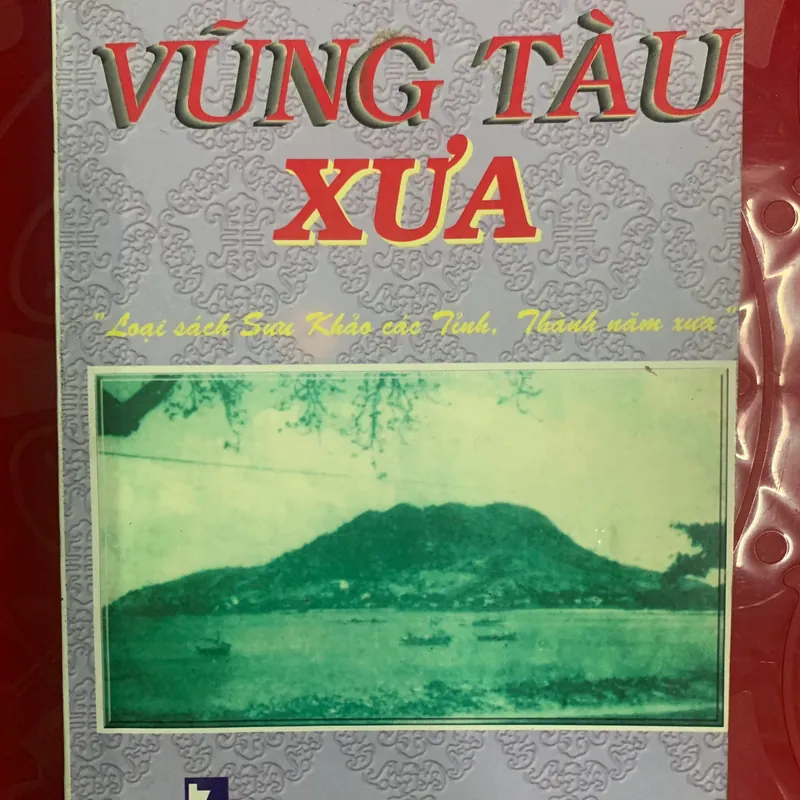 VŨNG TÀU
XƯA
"Loại sách Sưu Khảo các Tỉnh, Thành năm xưa"